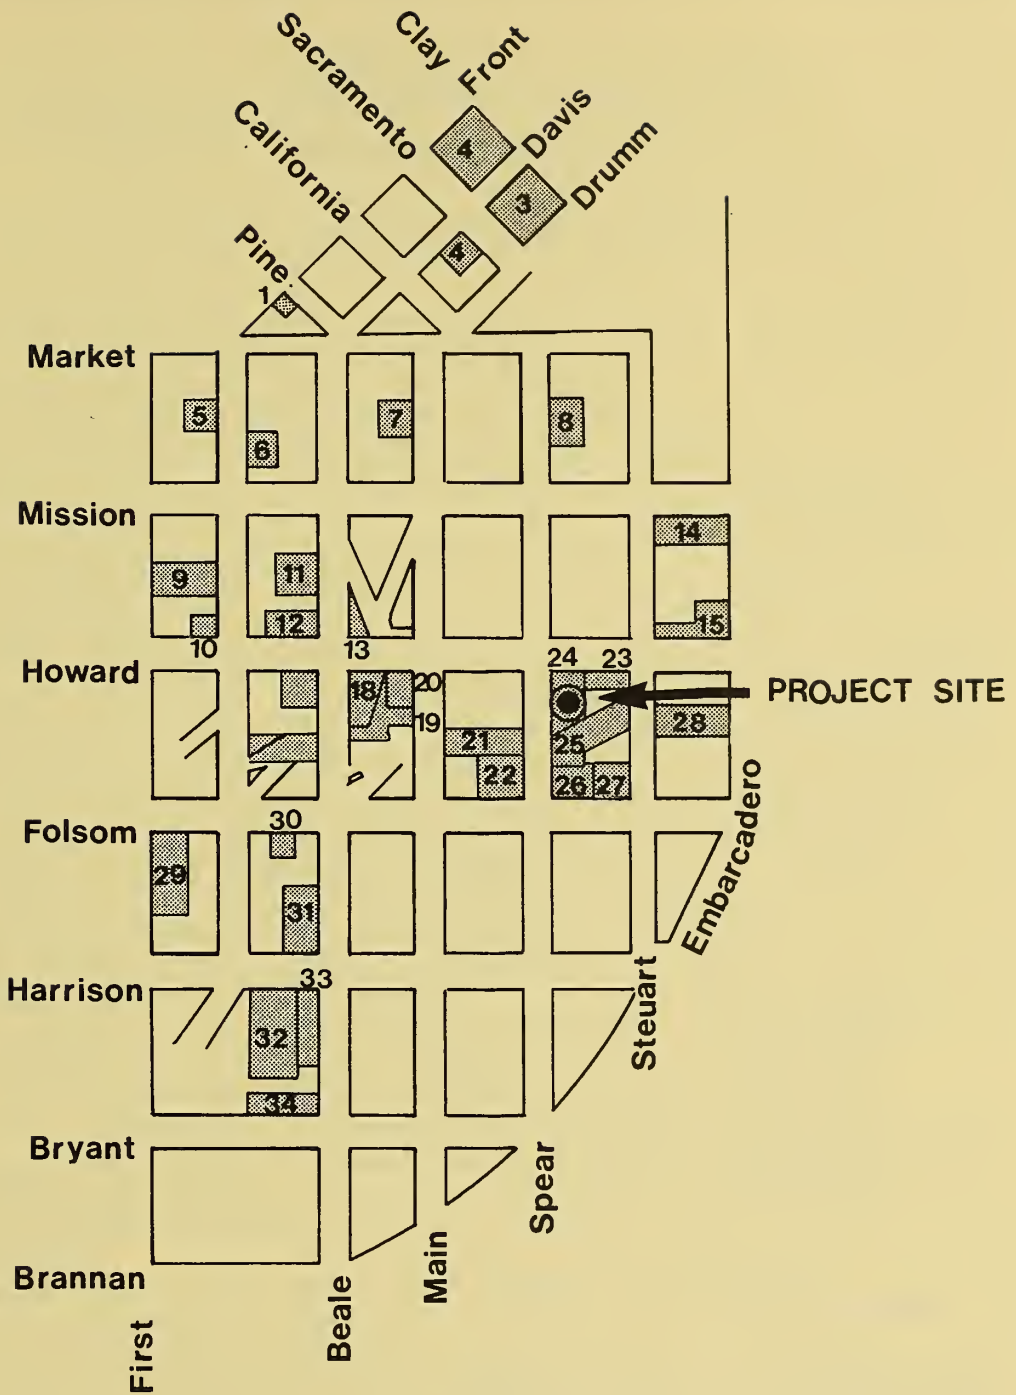 Clay
Front
Sacramento
Davis
California
Drumm
Pine
4
3
4
1
Market
5
6
7
8
Mission
9
11
14
12
15
10
13
Howard
24
23
18
20
19
PROJECT SITE
21
28
25
22
26
27
Folsom
30
29
31
Embarcadero
Harrison
33
32
34
Steuart
Bryant
Spear
Main
Brannan
Beale
First